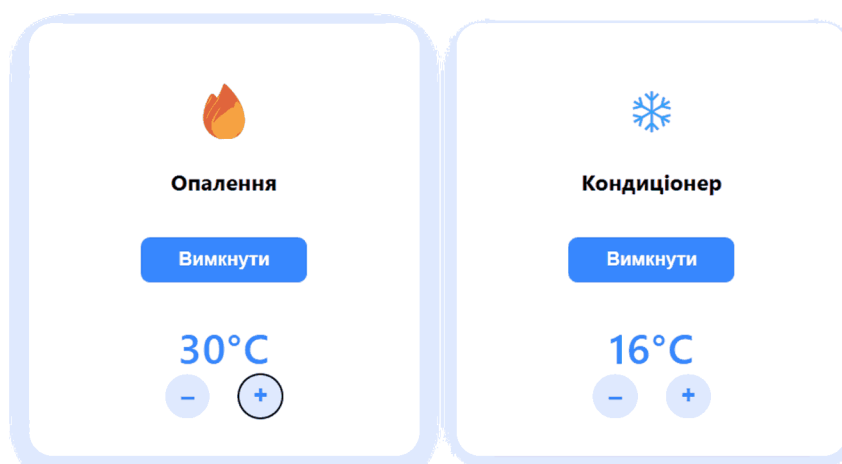 Опалення
Вимкнути
30°C
− +
Кондиціонер
Вимкнути
16°C
− +